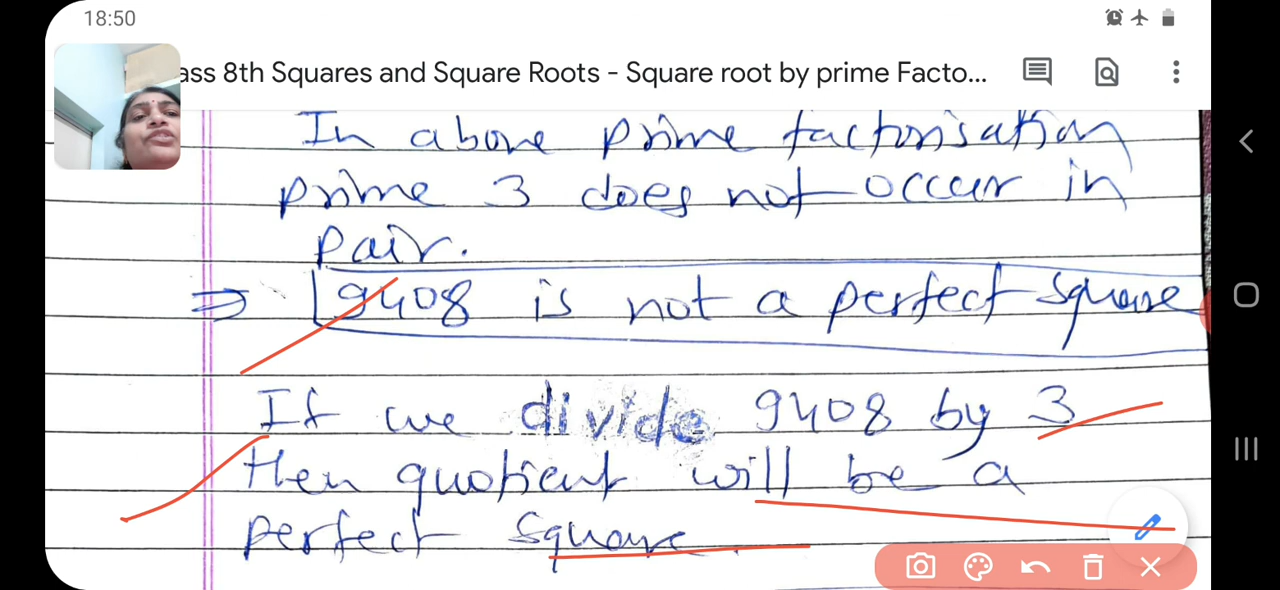 18:50
ass 8th Squares and Square Roots - Square root by prime Facto...
In above prime factorisation
prime 3 does not occur in
pair.
⇒ 9408 is not a perfect square
If we divide 9408 by 3
then quotient will be a
perfect square.